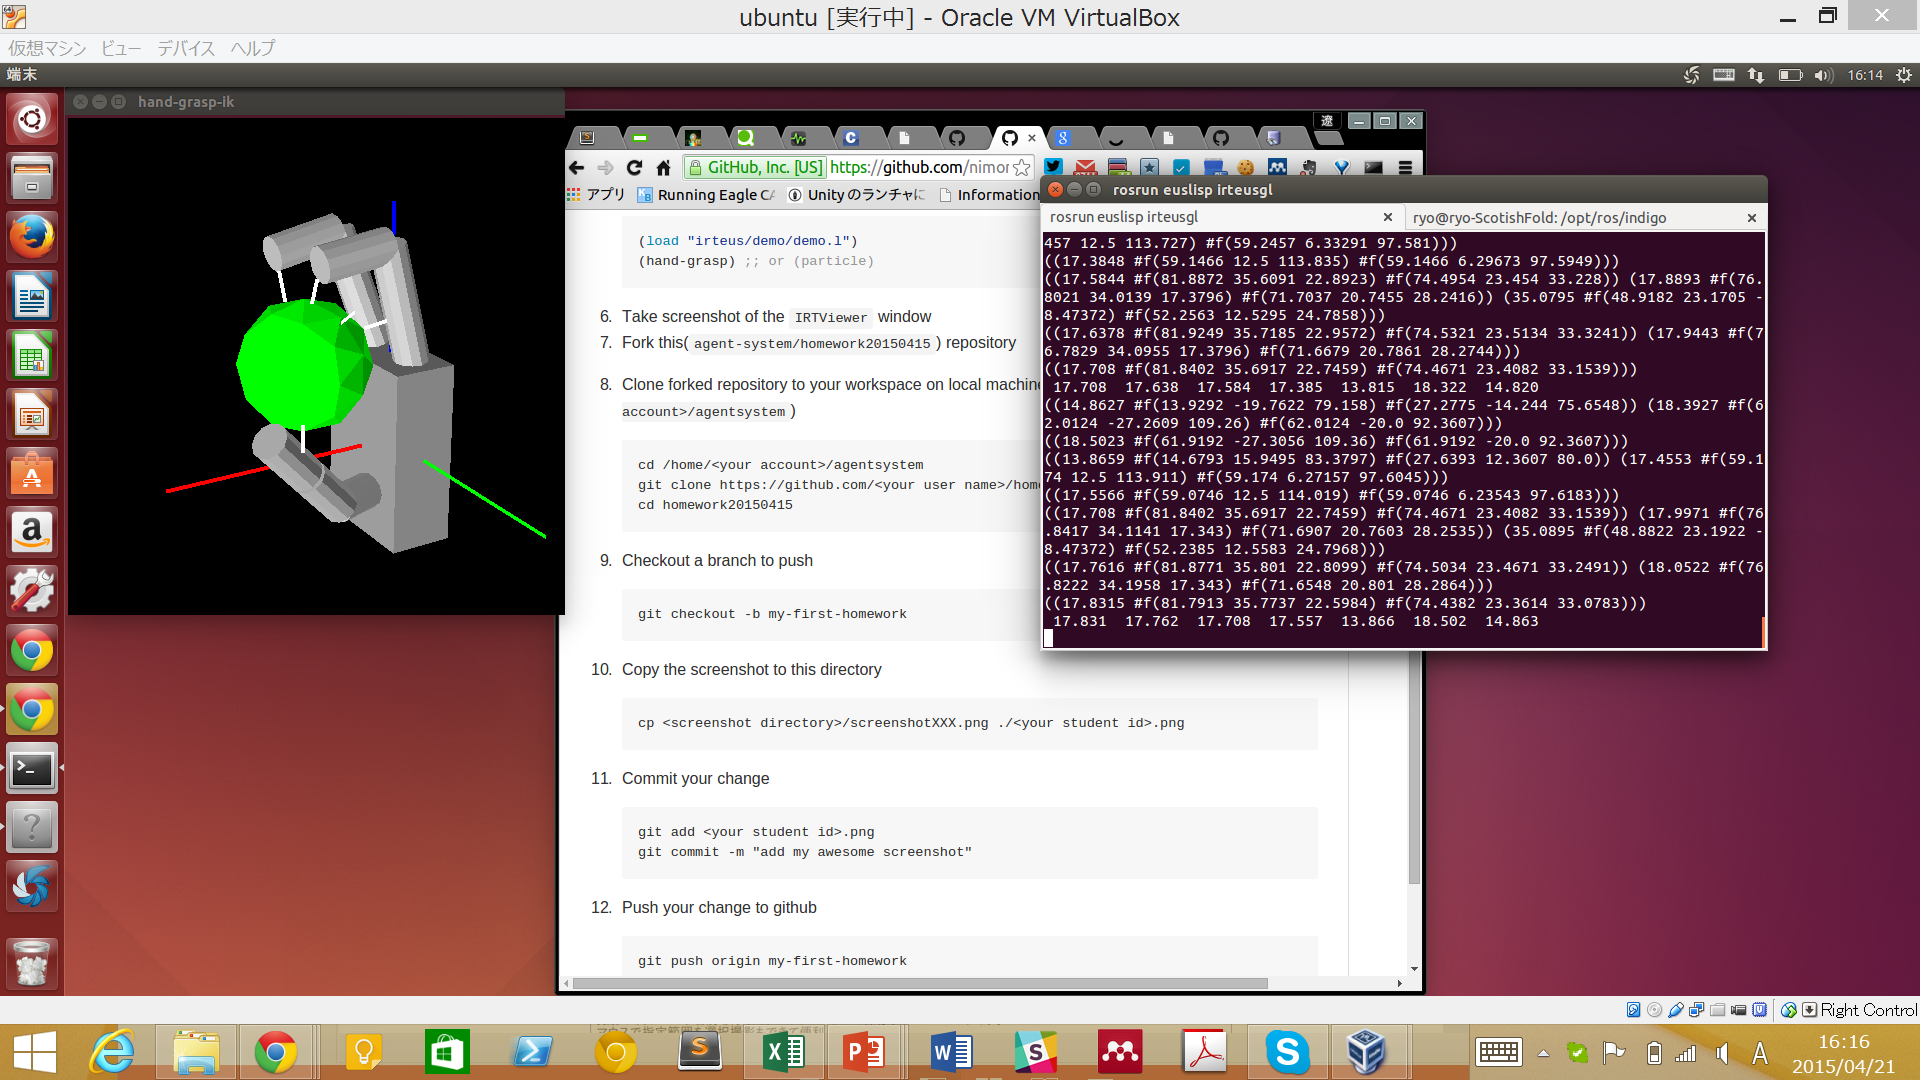 ubuntu [実行中] - Oracle VM VirtualBox
仮想マシン ビュー デバイス ヘルプ
端末
16:14
hand-grasp-ik
遼
GitHub, Inc. [US] https://github.com/nimor
アプリ Running Eagle CA Unity のランチャに Information
(load "irteus/demo/demo.l")
(hand-grasp) ;; or (particle)
6. Take screenshot of the IRTViewer window
7. Fork this( agent-system/homework20150415 ) repository
8. Clone forked repository to your workspace on local machine
account>/agentsystem )
cd /home/<your account>/agentsystem
git clone https://github.com/<your user name>/home
cd homework20150415
9. Checkout a branch to push
git checkout -b my-first-homework
10. Copy the screenshot to this directory
cp <screenshot directory>/screenshotXXX.png ./<your student id>.png
11. Commit your change
git add <your student id>.png
git commit -m "add my awesome screenshot"
12. Push your change to github
git push origin my-first-homework
rosrun euslisp irteusgl
rosrun euslisp irteusgl
ryo@ryo-ScotishFold: /opt/ros/indigo
457 12.5 113.727) #f(59.2457 6.33291 97.581)))
((17.3848 #f(59.1466 12.5 113.835) #f(59.1466 6.29673 97.5949)))
((17.5844 #f(81.8872 35.6091 22.8923) #f(74.4954 23.454 33.228)) (17.8893 #f(76.
8021 34.0139 17.3796) #f(71.7037 20.7455 28.2416)) (35.0795 #f(48.9182 23.1705 -
8.47372) #f(52.2563 12.5295 24.7858)))
((17.6378 #f(81.9249 35.7185 22.9572) #f(74.5321 23.5134 33.3241)) (17.9443 #f(7
6.7829 34.0955 17.3796) #f(71.6679 20.7861 28.2744)))
((17.708 #f(81.8402 35.6917 22.7459) #f(74.4671 23.4082 33.1539)))
17.708 17.638 17.584 17.385 13.815 18.322 14.820
((14.8627 #f(13.9292 -19.7622 79.158) #f(27.2775 -14.244 75.6548)) (18.3927 #f(6
2.0124 -27.2609 109.26) #f(62.0124 -20.0 92.3607)))
((18.5023 #f(61.9192 -27.3056 109.36) #f(61.9192 -20.0 92.3607)))
((13.8659 #f(14.6793 15.9495 83.3797) #f(27.6393 12.3607 80.0)) (17.4553 #f(59.1
74 12.5 113.911) #f(59.174 6.27157 97.6045)))
((17.5566 #f(59.0746 12.5 114.019) #f(59.0746 6.23543 97.6183)))
((17.708 #f(81.8402 35.6917 22.7459) #f(74.4671 23.4082 33.1539)) (17.9971 #f(76
.8417 34.1141 17.343) #f(71.6907 20.7603 28.2535)) (35.0895 #f(48.8822 23.1922 -
8.47372) #f(52.2385 12.5583 24.7968)))
((17.7616 #f(81.8771 35.801 22.8099) #f(74.5034 23.4671 33.2491)) (18.0522 #f(76
.8222 34.1958 17.343) #f(71.6548 20.801 28.2864)))
((17.8315 #f(81.7913 35.7737 22.5984) #f(74.4382 23.3614 33.0783)))
17.831 17.762 17.708 17.557 13.866 18.502 14.863
Right Control
A
16:16
2015/04/21